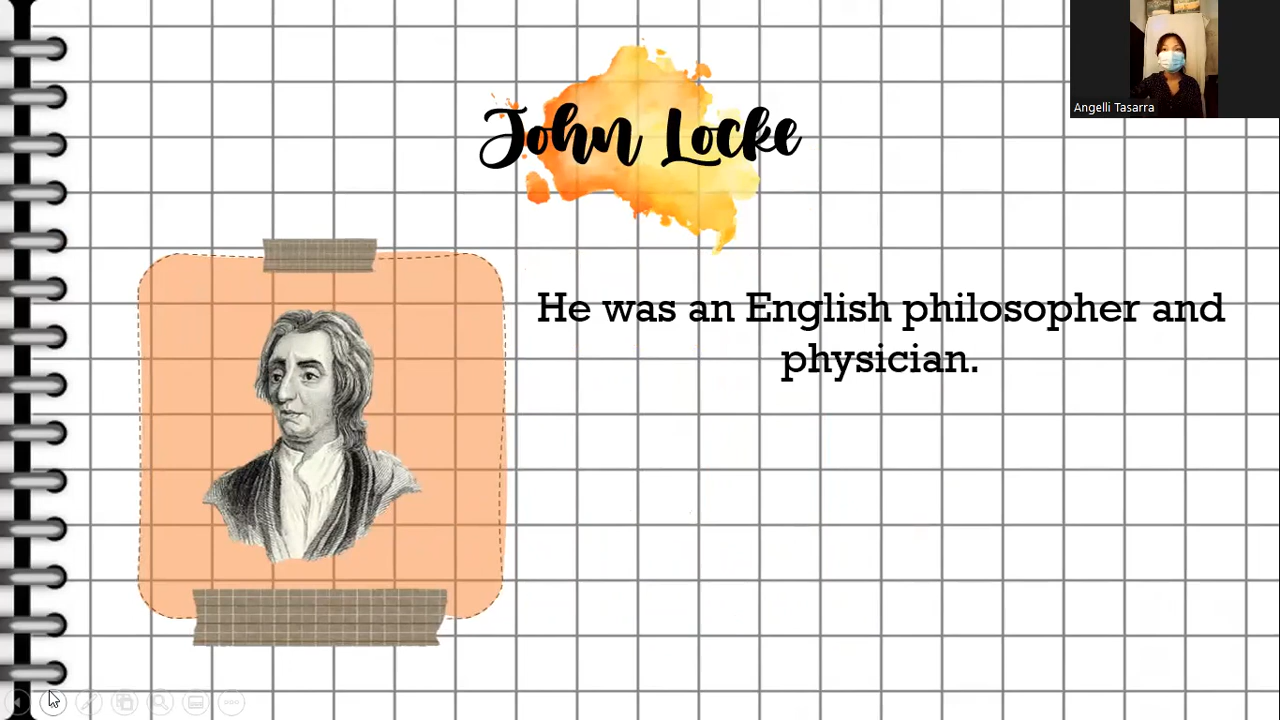 John Locke
Angelli Tasarra
He was an English philosopher and
physician.